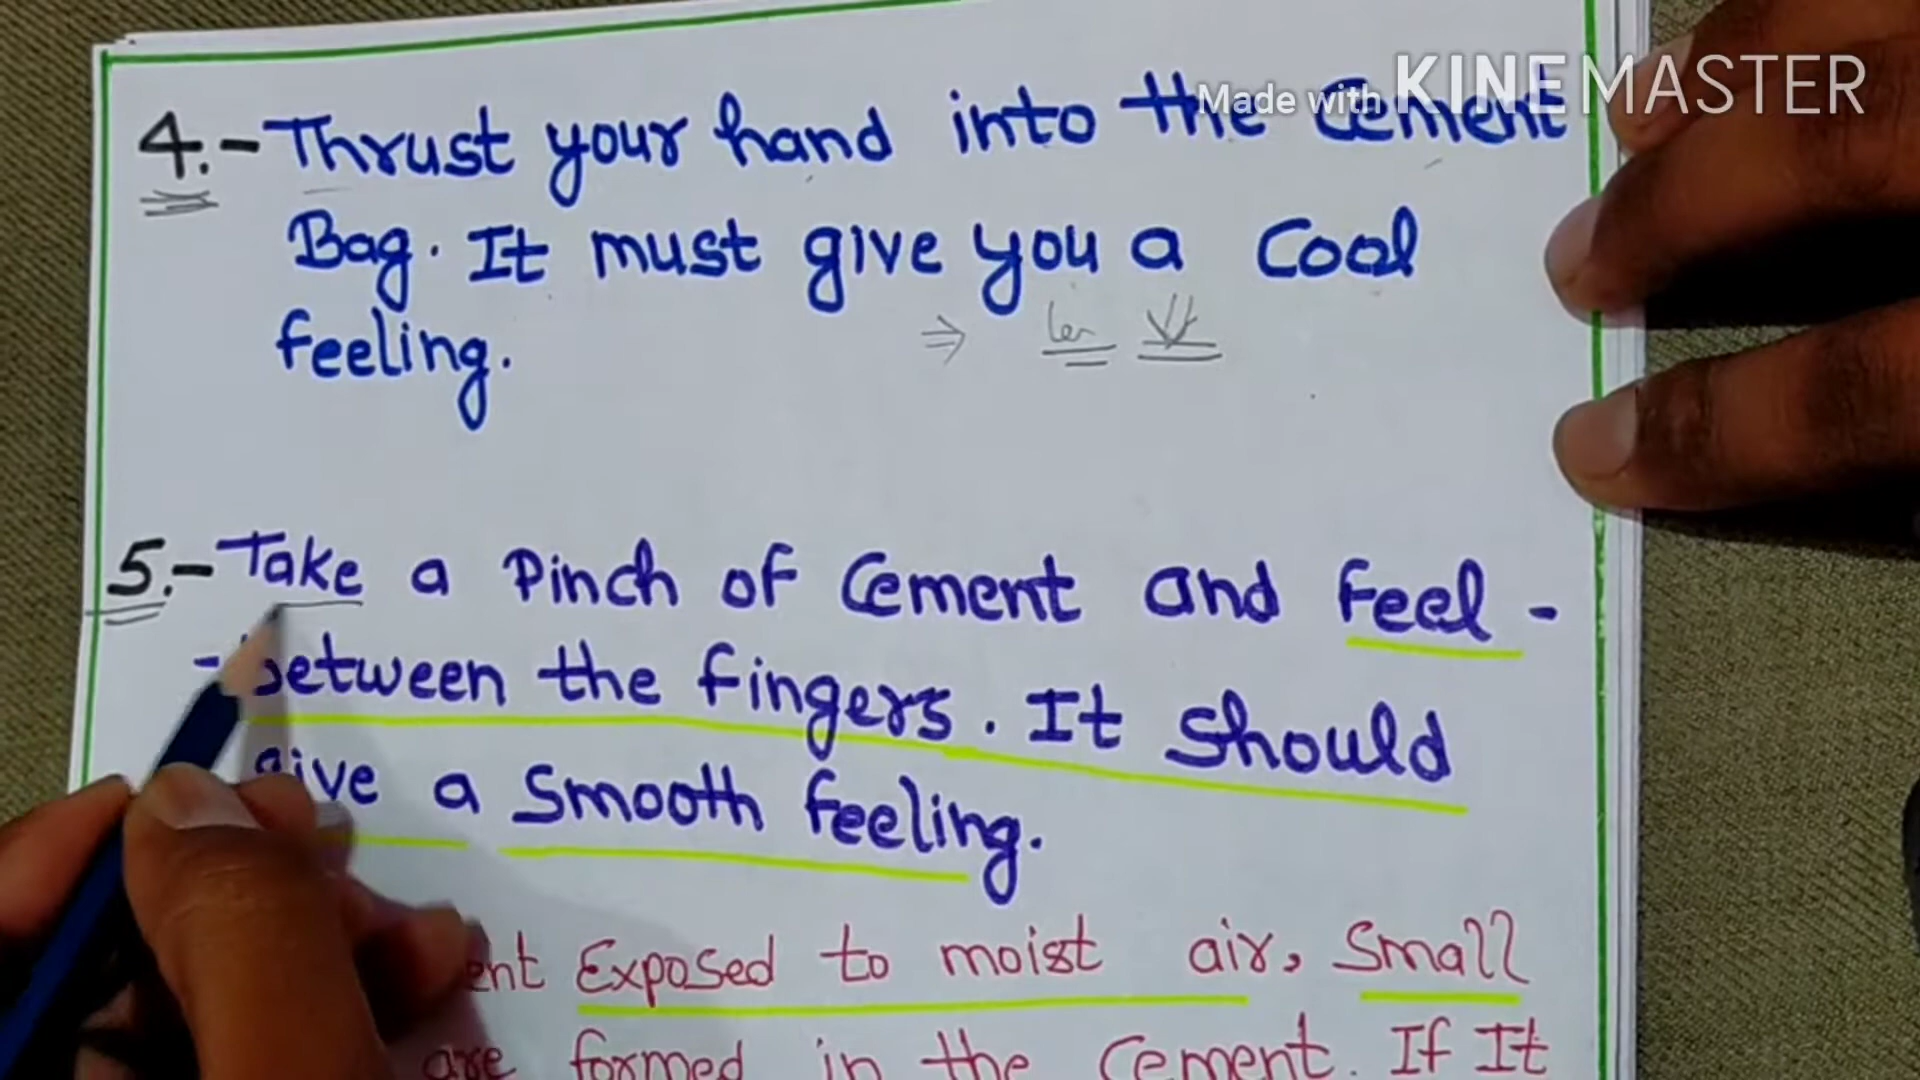 Made with KINEMASTER
4.- Thrust your hand into the Cement
Bag. It must give you a Cool
feeling.
5.- Take a Pinch of Cement and Feel -
- between the fingers. It should
give a Smooth feeling.
Exposed to moist air, Small
are formed in the Cement. If It